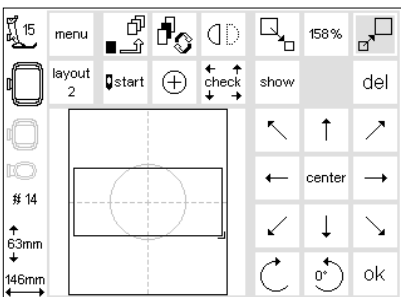 15 menu 158%
layout
2
start check show del
# 14
center
63mm
146mm 0° ok